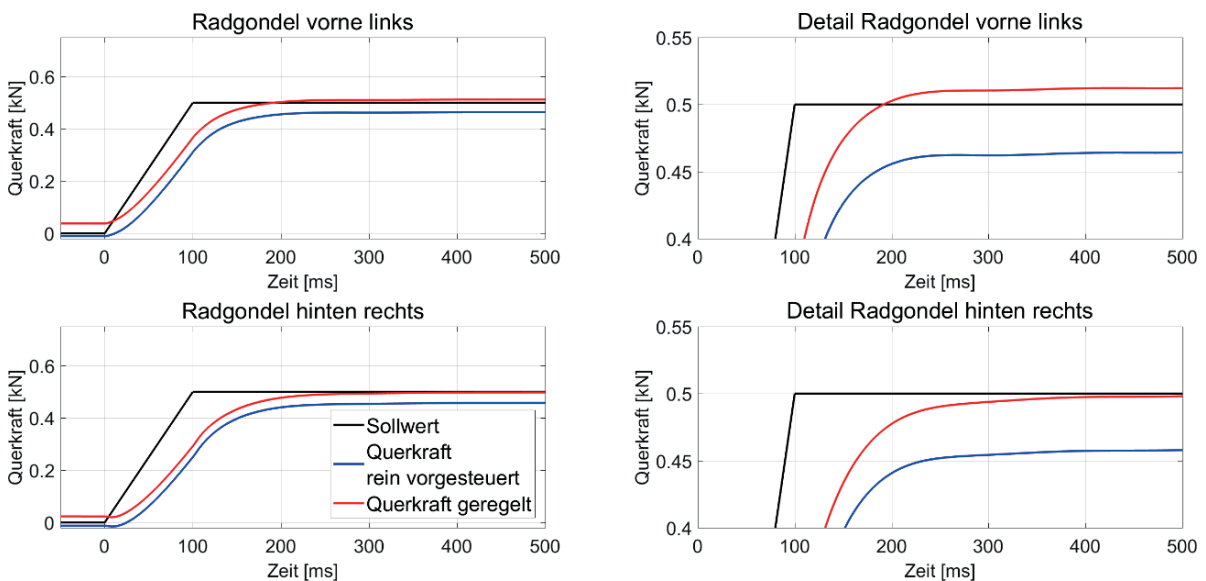 Radgondel vorne links
Querkraft [kN]
0.6
0.4
0.2
0
0 100 200 300 400 500
Zeit [ms]
Detail Radgondel vorne links
Querkraft [kN]
0.55
0.5
0.45
0.4
0 100 200 300 400 500
Zeit [ms]
Radgondel hinten rechts
Querkraft [kN]
0.6
0.4
0.2
0
Sollwert
Querkraft
rein vorgesteuert
Querkraft geregelt
0 100 200 300 400 500
Zeit [ms]
Detail Radgondel hinten rechts
Querkraft [kN]
0.55
0.5
0.45
0.4
0 100 200 300 400 500
Zeit [ms]